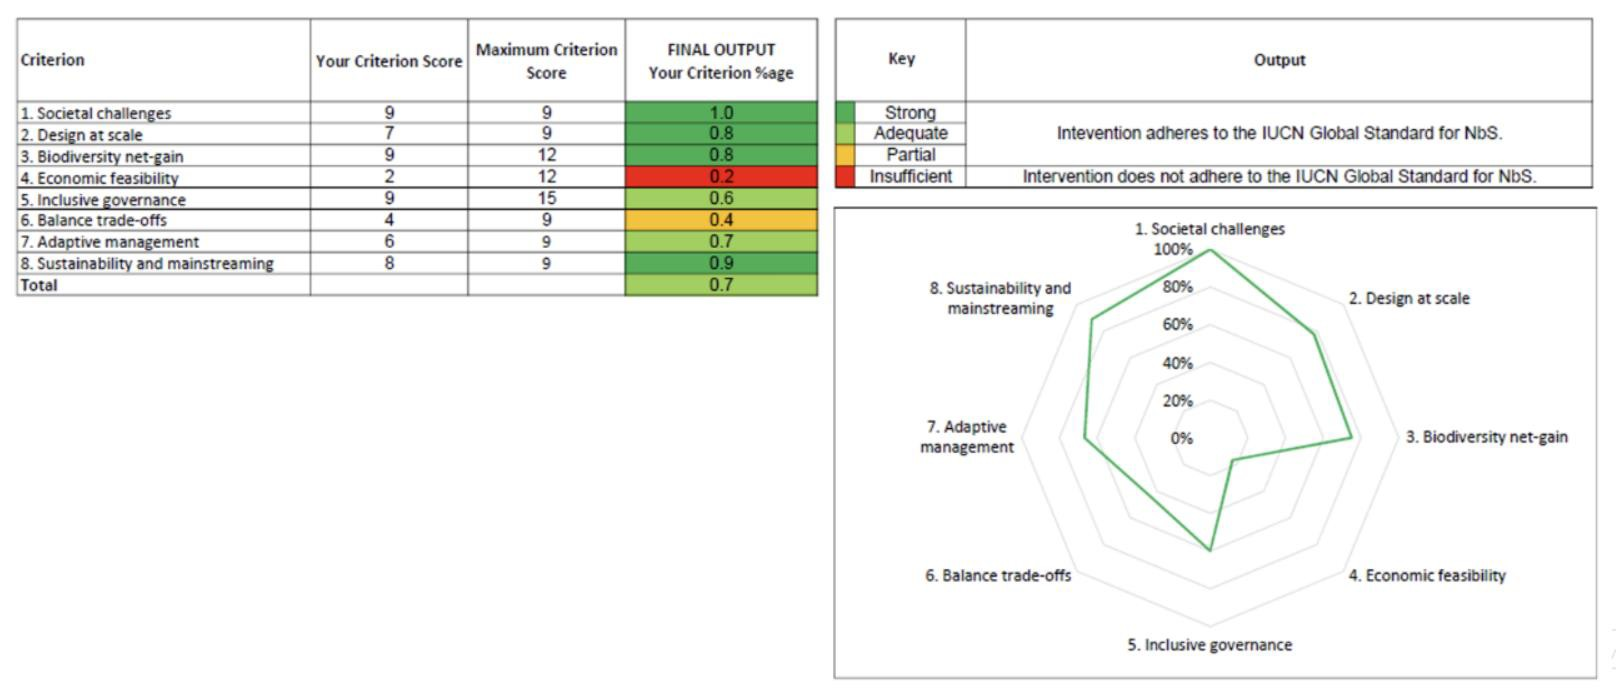 Criterion Your Criterion Score Maximum Criterion Score FINAL OUTPUT Your Criterion %age
1. Societal challenges 9 9 1.0
2. Design at scale 7 9 0.8
3. Biodiversity net-gain 9 12 0.8
4. Economic feasibility 2 12 0.2
5. Inclusive governance 9 15 0.6
6. Balance trade-offs 4 9 0.4
7. Adaptive management 6 9 0.7
8. Sustainability and mainstreaming 8 9 0.9
Total 0.7
Key Output
Strong
Adequate Intevention adheres to the IUCN Global Standard for NbS.
Partial
Insufficient Intervention does not adhere to the IUCN Global Standard for NbS.
1. Societal challenges
100%
8. Sustainability and
mainstreaming
80%
2. Design at scale
60%
40%
20%
7. Adaptive
management
0%
3. Biodiversity net-gain
6. Balance trade-offs
4. Economic feasibility
5. Inclusive governance